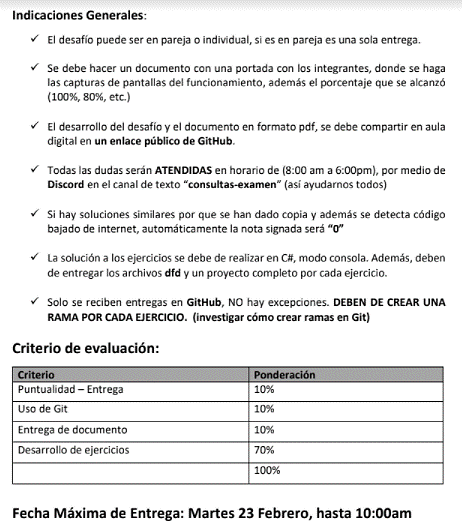 Indicaciones Generales:
✓ El desafío puede ser en pareja o individual, si es en pareja es una sola entrega.
✓ Se debe hacer un documento con una portada con los integrantes, donde se haga
las capturas de pantallas del funcionamiento, además el porcentaje que se alcanzó
(100%, 80%, etc.)
✓ El desarrollo del desafío y el documento en formato pdf, se debe compartir en aula
digital en un enlace público de GitHub.
✓ Todas las dudas serán ATENDIDAS en horario de (8:00 am a 6:00pm), por medio de
Discord en el canal de texto “consultas-examen” (así ayudarnos todos)
✓ Si hay soluciones similares por que se han dado copia y además se detecta código
bajado de internet, automáticamente la nota signada será “0”
✓ La solución a los ejercicios se debe de realizar en C#, modo consola. Además, deben
de entregar los archivos dfd y un proyecto completo por cada ejercicio.
✓ Solo se reciben entregas en GitHub, NO hay excepciones. DEBEN DE CREAR UNA
RAMA POR CADA EJERCICIO. (investigar cómo crear ramas en Git)
Criterio de evaluación:
Criterio Ponderación
Puntualidad – Entrega 10%
Uso de Git 10%
Entrega de documento 10%
Desarrollo de ejercicios 70%
100%
Fecha Máxima de Entrega: Martes 23 Febrero, hasta 10:00am